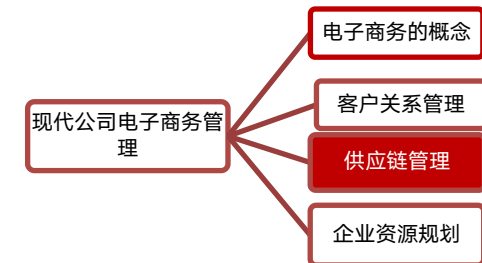 电子商务的概念
客户关系管理
现代公司电子商务管
理
供应链管理
企业资源规划